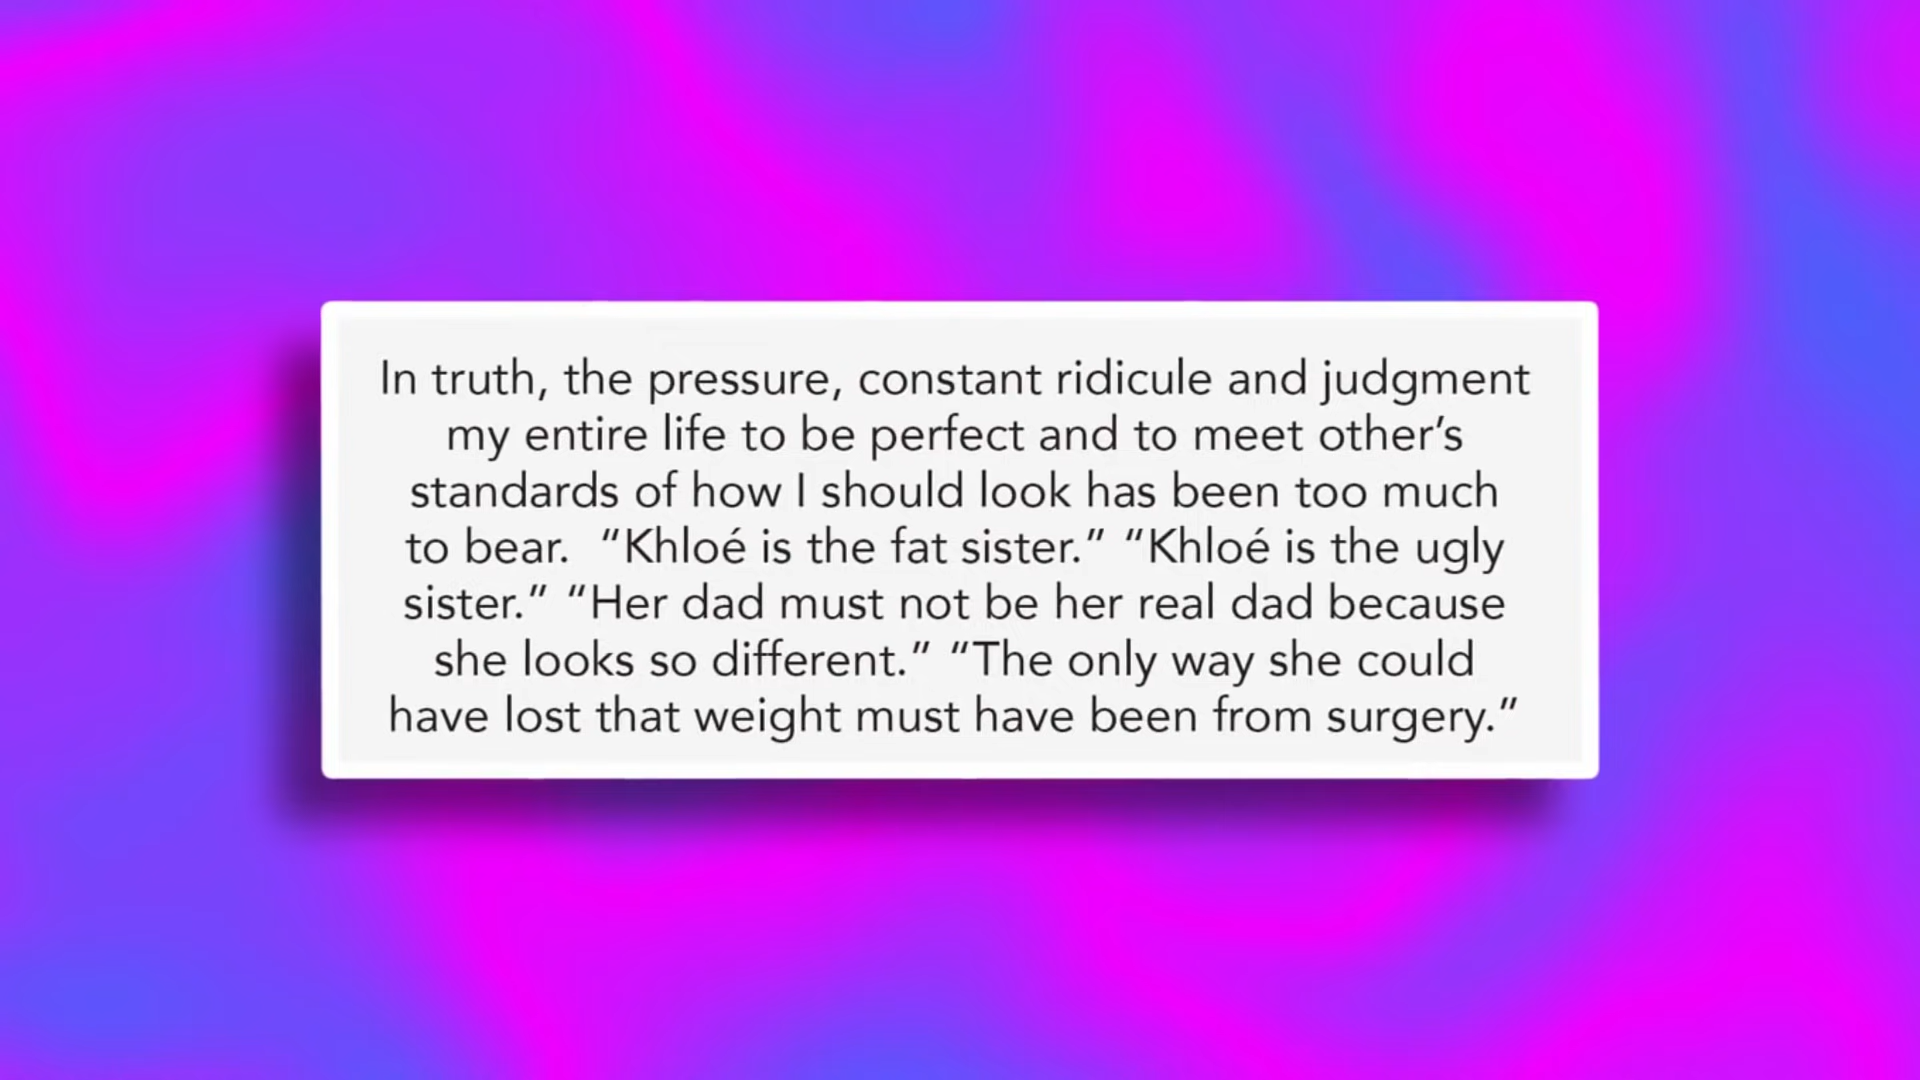 In truth, the pressure, constant ridicule and judgment
my entire life to be perfect and to meet other’s
standards of how I should look has been too much
to bear.  “Khloé is the fat sister.” “Khloé is the ugly
sister.” “Her dad must not be her real dad because
she looks so different.” “The only way she could
have lost that weight must have been from surgery.”